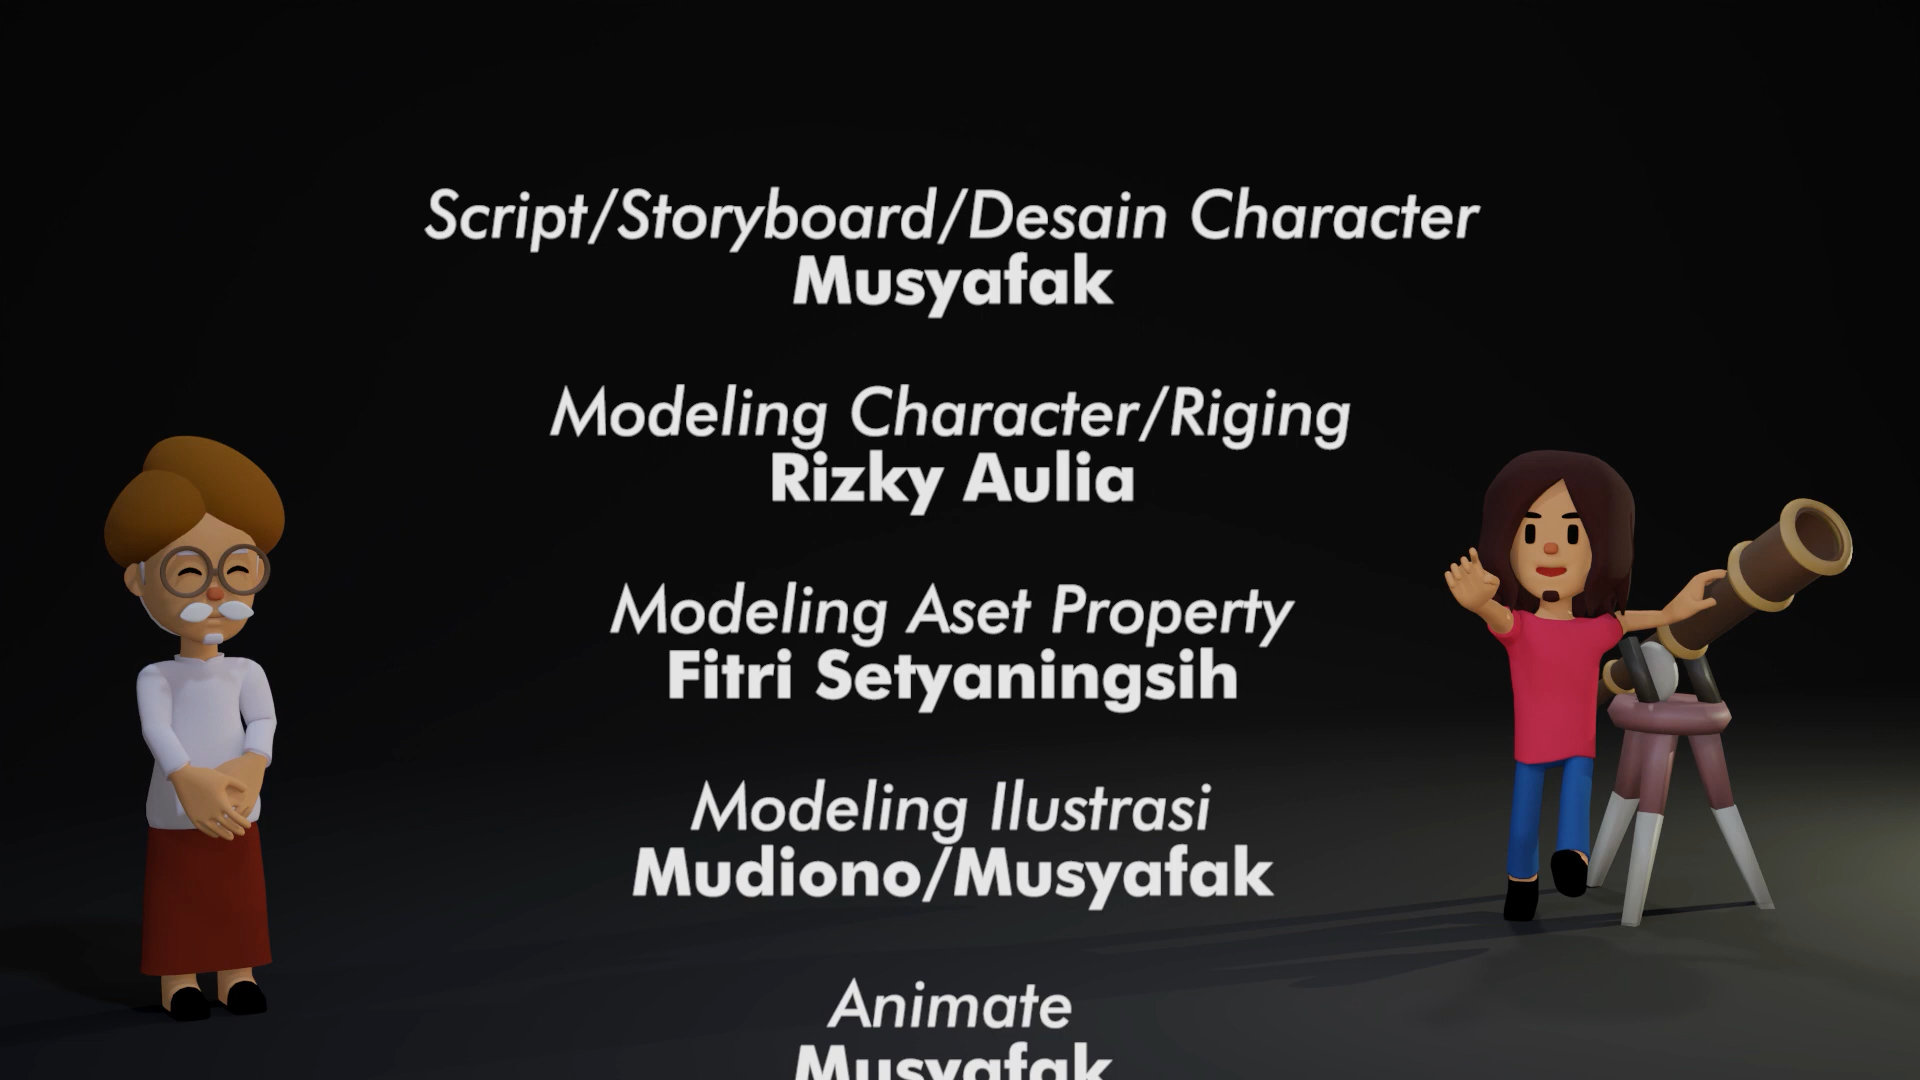 Script/Storyboard/Desain Character
Musyafak
Modeling Character/Riging
Rizky Aulia
Modeling Aset Property
Fitri Setyaningsih
Modeling Ilustrasi
Mudiono/Musyafak
Animate
Musyafak